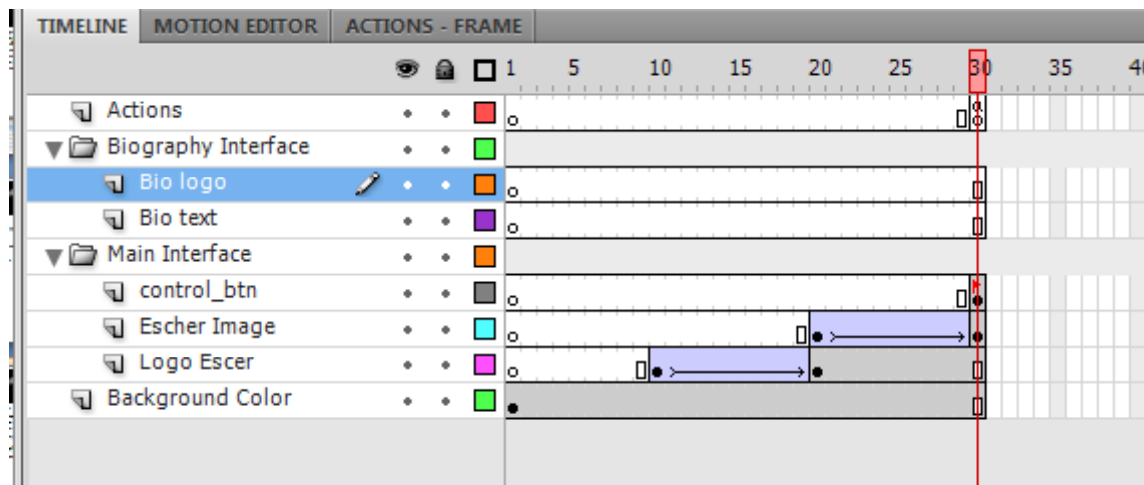 TIMELINE MOTION EDITOR ACTIONS - FRAME
1 5 10 15 20 25 30 35
Actions
Biography Interface
Bio logo
Bio text
Main Interface
control_btn
Escher Image
Logo Escer
Background Color